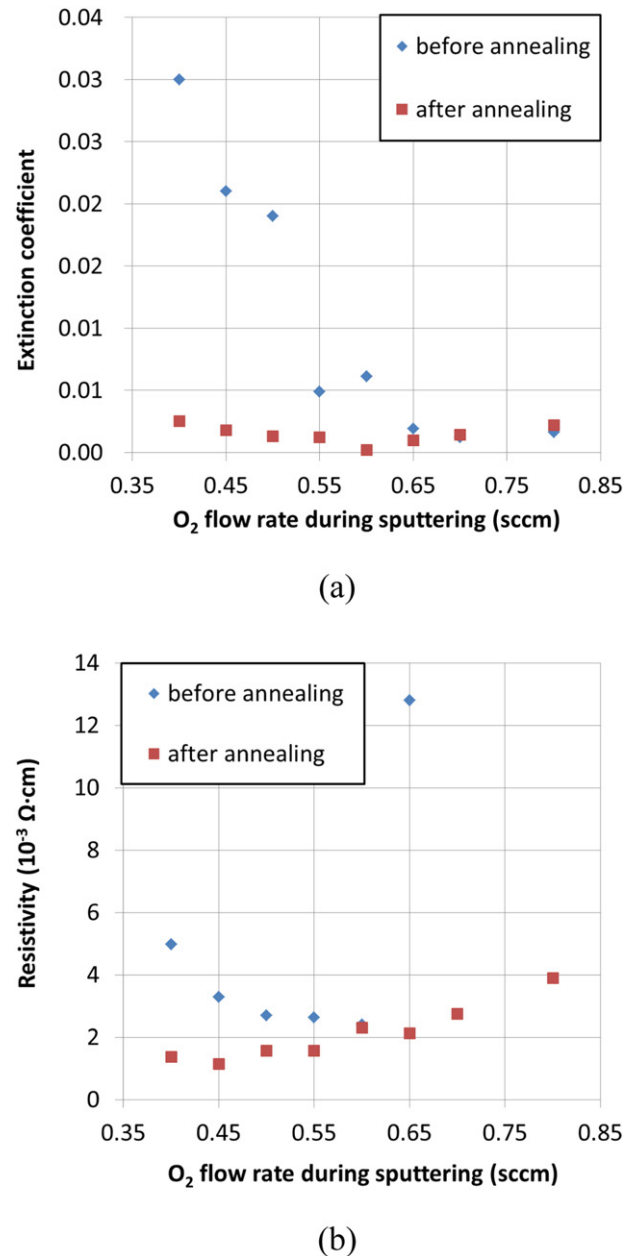 0.04
0.03
0.03
0.02
0.02
0.01
0.01
0.00
Extinction coefficient
before annealing
after annealing
0.35 0.45 0.55 0.65 0.75 0.85
O₂ flow rate during sputtering (sccm)
(a)
14
12
10
8
6
4
2
0
Resistivity (10⁻³ Ω·cm)
before annealing
after annealing
0.35 0.45 0.55 0.65 0.75 0.85
O₂ flow rate during sputtering (sccm)
(b)